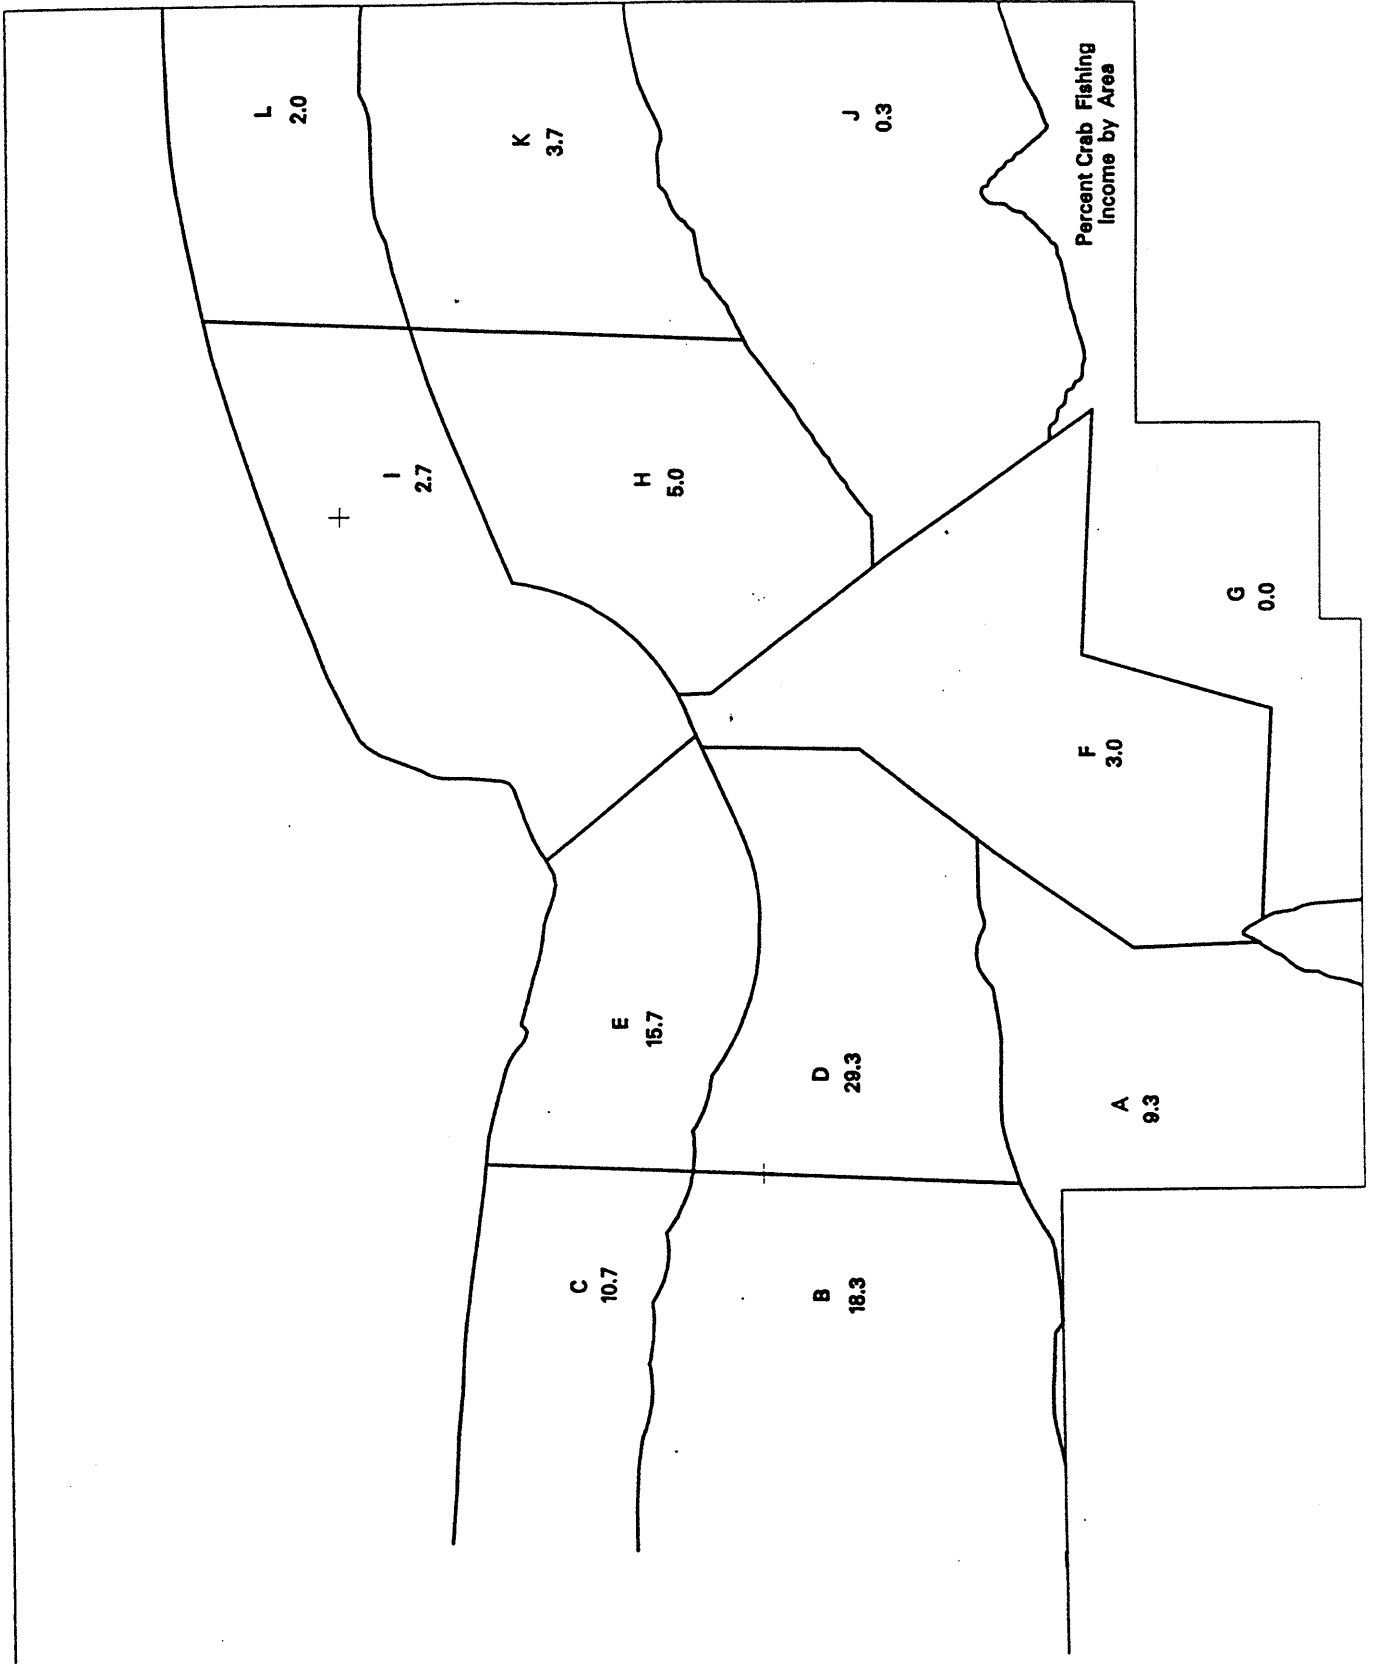 L
2.0
K
3.7
J
0.3
Percent Crab Fishing
Income by Area
I
2.7
H
5.0
G
0.0
F
3.0
E
15.7
D
29.3
A
9.3
C
10.7
B
18.3